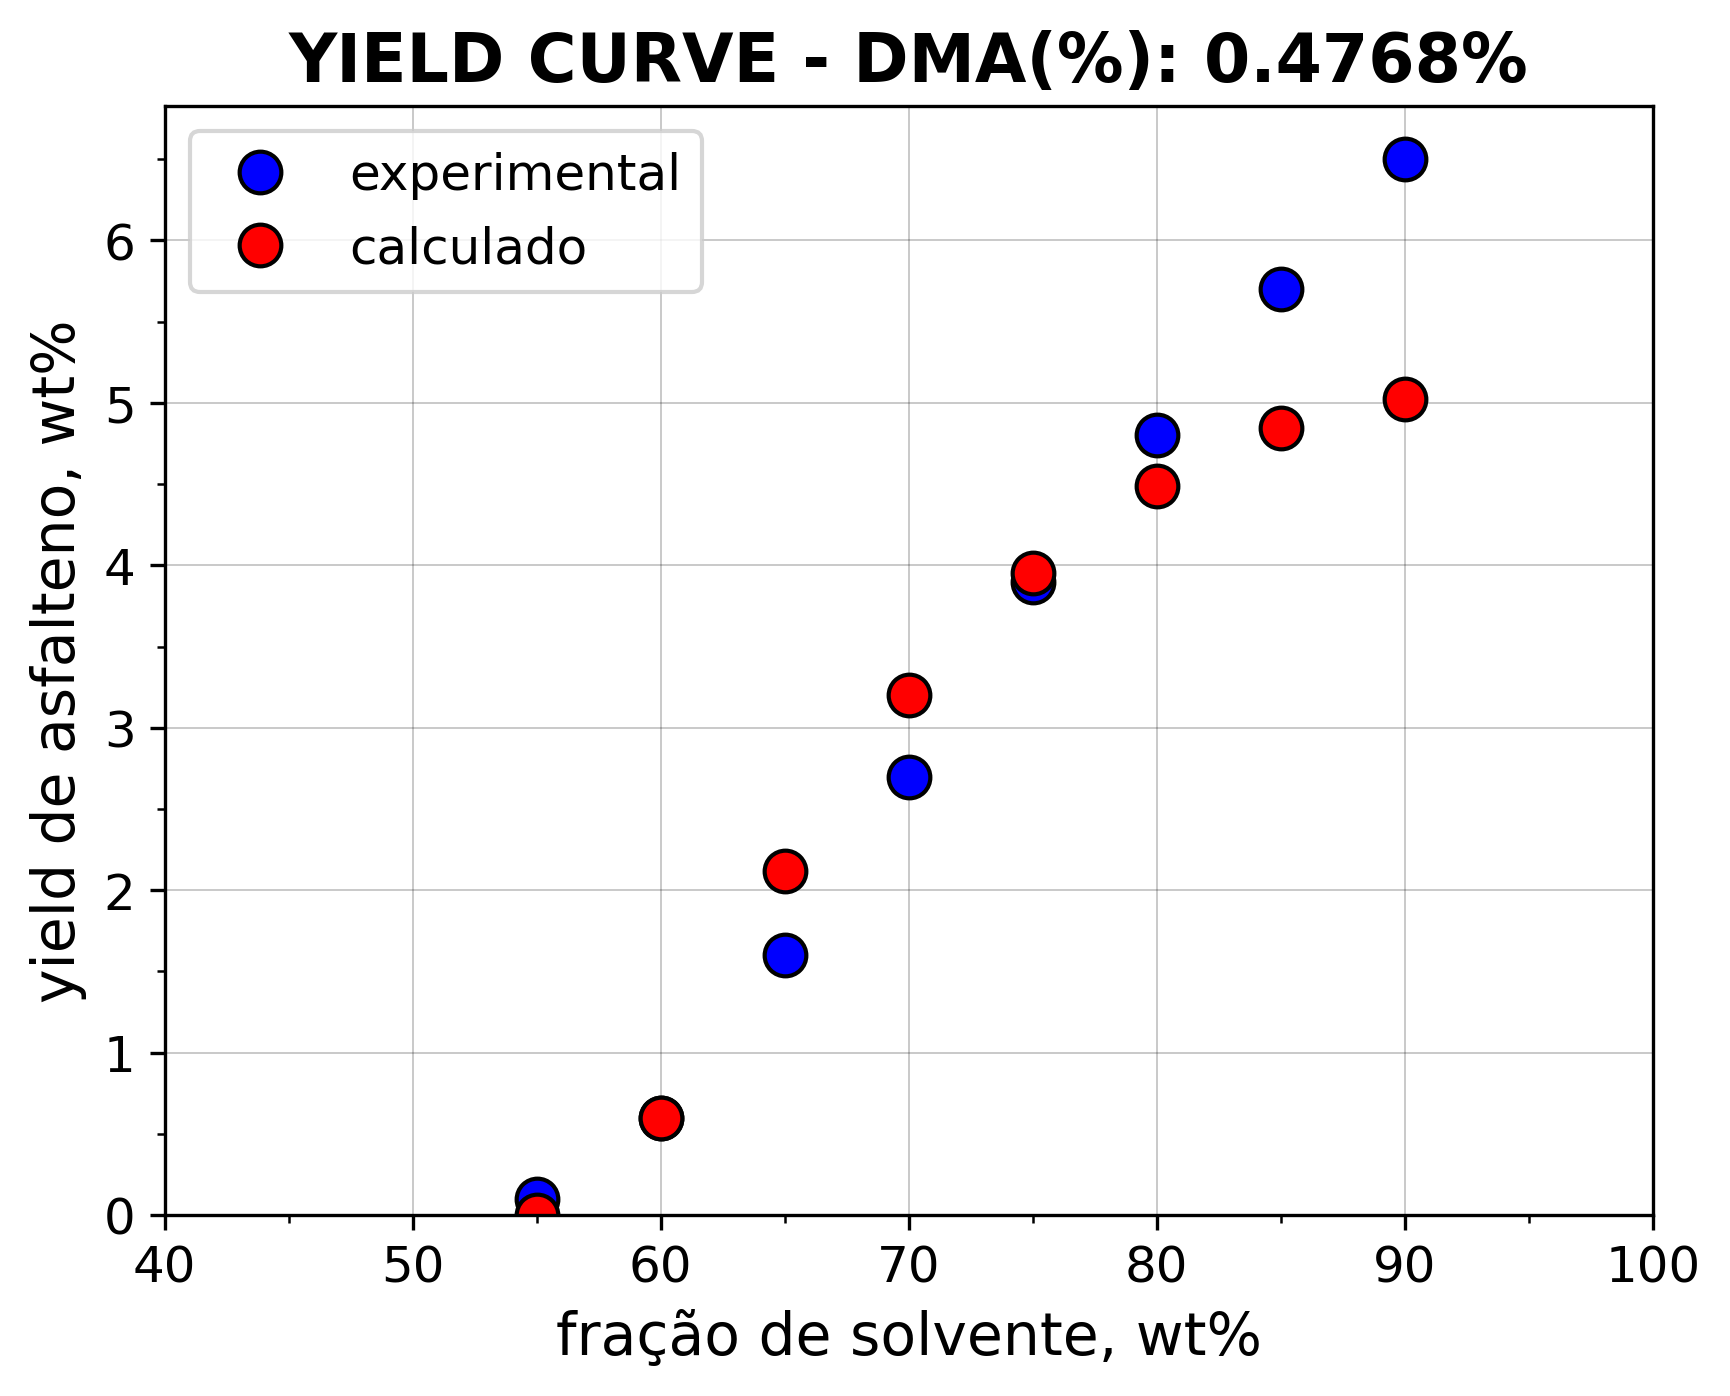 YIELD CURVE - DMA(%): 0.4768%
experimental
calculado
yield de asfalteno, wt%
6
5
4
3
2
1
0
40 50 60 70 80 90 100
fração de solvente, wt%